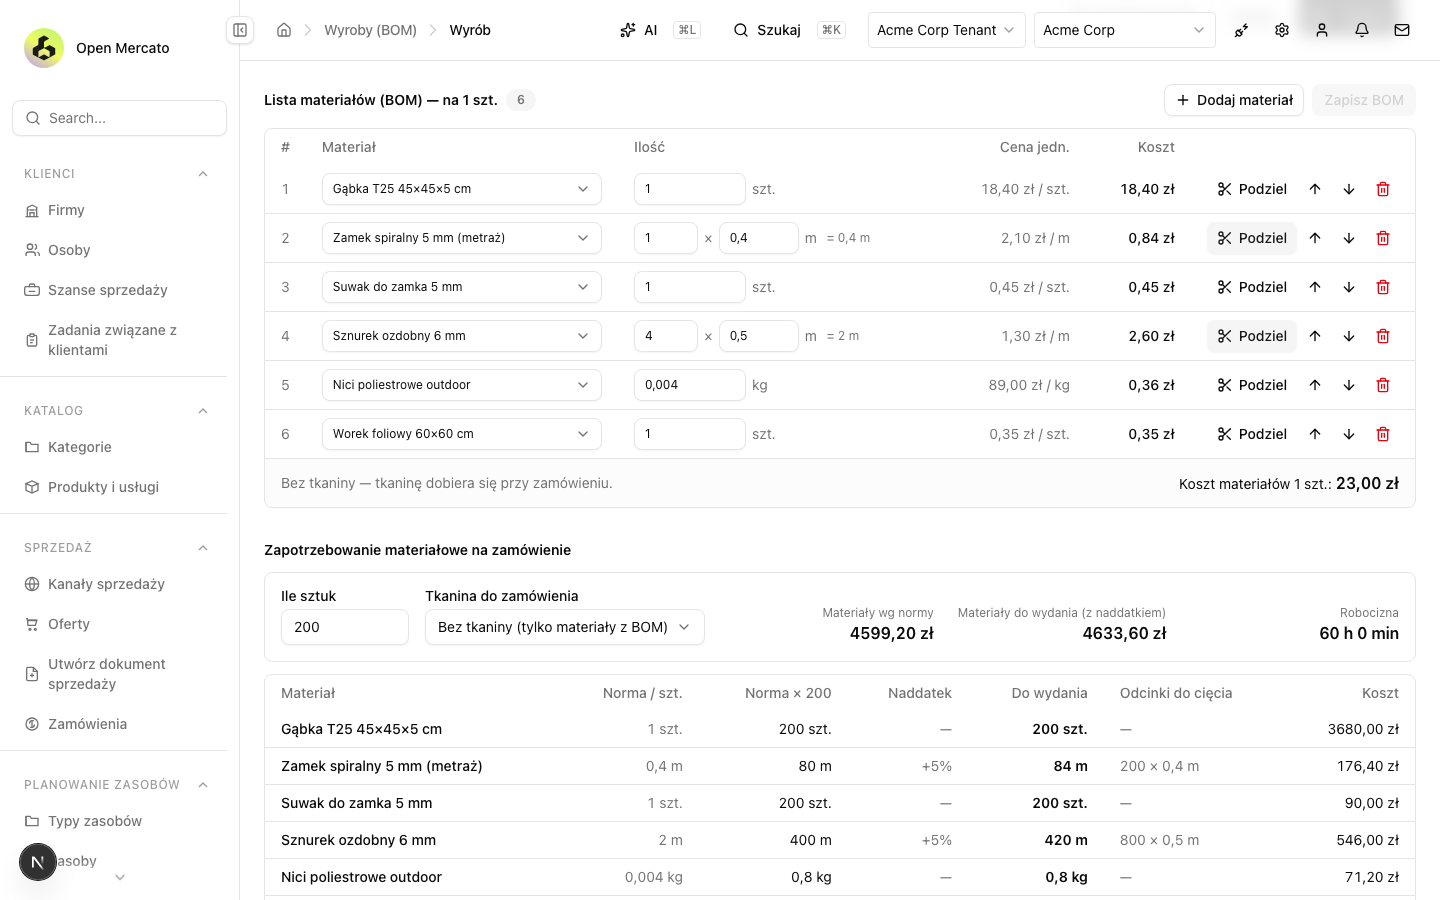 Open Mercato
Wyroby (BOM)
Wyrób
AI
⌘L
Szukaj
⌘K
Acme Corp Tenant
Acme Corp
Search...
KLIENCI
Firmy
Osoby
Szanse sprzedaży
Zadania związane z
klientami
KATALOG
Kategorie
Produkty i usługi
SPRZEDAŻ
Kanały sprzedaży
Oferty
Utwórz dokument
sprzedaży
Zamówienia
PLANOWANIE ZASOBÓW
Typy zasobów
N
asoby
Lista materiałów (BOM) — na 1 szt. 6
+ Dodaj materiał
Zapisz BOM
# Materiał Ilość Cena jedn. Koszt
1 Gąbka T25 45×45×5 cm 1 szt. 18,40 zł / szt. 18,40 zł Podziel
2 Zamek spiralny 5 mm (metraż) 1 × 0,4 m = 0,4 m 2,10 zł / m 0,84 zł Podziel
3 Suwak do zamka 5 mm 1 szt. 0,45 zł / szt. 0,45 zł Podziel
4 Sznurek ozdobny 6 mm 4 × 0,5 m = 2 m 1,30 zł / m 2,60 zł Podziel
5 Nici poliestrowe outdoor 0,004 kg 89,00 zł / kg 0,36 zł Podziel
6 Worek foliowy 60×60 cm 1 szt. 0,35 zł / szt. 0,35 zł Podziel
Bez tkaniny — tkaninę dobiera się przy zamówieniu. Koszt materiałów 1 szt.: 23,00 zł
Zapotrzebowanie materiałowe na zamówienie
Ile sztuk
200
Tkanina do zamówienia
Bez tkaniny (tylko materiały z BOM)
Materiały wg normy
4599,20 zł
Materiały do wydania (z naddatkiem)
4633,60 zł
Robocizna
60 h 0 min
Materiał Norma / szt. Norma × 200 Naddatek Do wydania Odcinki do cięcia Koszt
Gąbka T25 45×45×5 cm 1 szt. 200 szt. — 200 szt. — 3680,00 zł
Zamek spiralny 5 mm (metraż) 0,4 m 80 m +5% 84 m 200 × 0,4 m 176,40 zł
Suwak do zamka 5 mm 1 szt. 200 szt. — 200 szt. — 90,00 zł
Sznurek ozdobny 6 mm 2 m 400 m +5% 420 m 800 × 0,5 m 546,00 zł
Nici poliestrowe outdoor 0,004 kg 0,8 kg — 0,8 kg — 71,20 zł